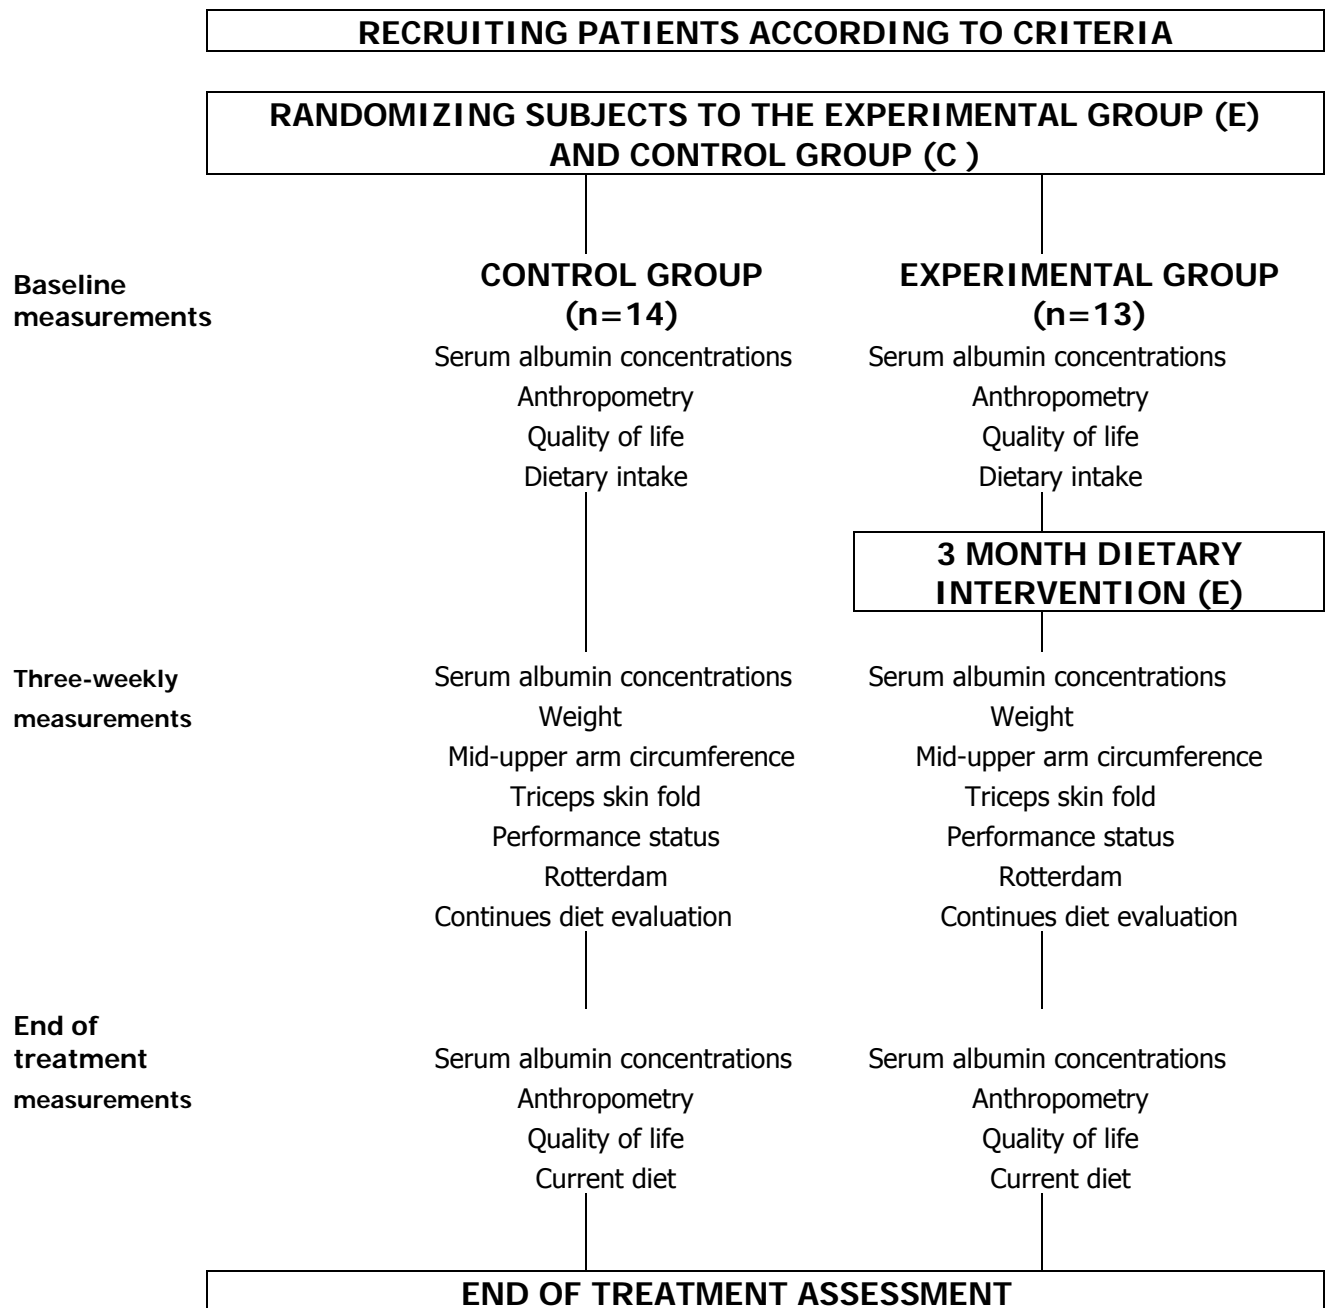 RECRUITING PATIENTS ACCORDING TO CRITERIA
RANDOMIZING SUBJECTS TO THE EXPERIMENTAL GROUP (E)
AND CONTROL GROUP (C )
Baseline
measurements
CONTROL GROUP
(n=14)
Serum albumin concentrations
Anthropometry
Quality of life
Dietary intake
EXPERIMENTAL GROUP
(n=13)
Serum albumin concentrations
Anthropometry
Quality of life
Dietary intake
3 MONTH DIETARY
INTERVENTION (E)
Three-weekly
measurements
Serum albumin concentrations
Weight
Mid-upper arm circumference
Triceps skin fold
Performance status
Rotterdam
Continues diet evaluation
Serum albumin concentrations
Weight
Mid-upper arm circumference
Triceps skin fold
Performance status
Rotterdam
Continues diet evaluation
End of
treatment
measurements
Serum albumin concentrations
Anthropometry
Quality of life
Current diet
Serum albumin concentrations
Anthropometry
Quality of life
Current diet
END OF TREATMENT ASSESSMENT